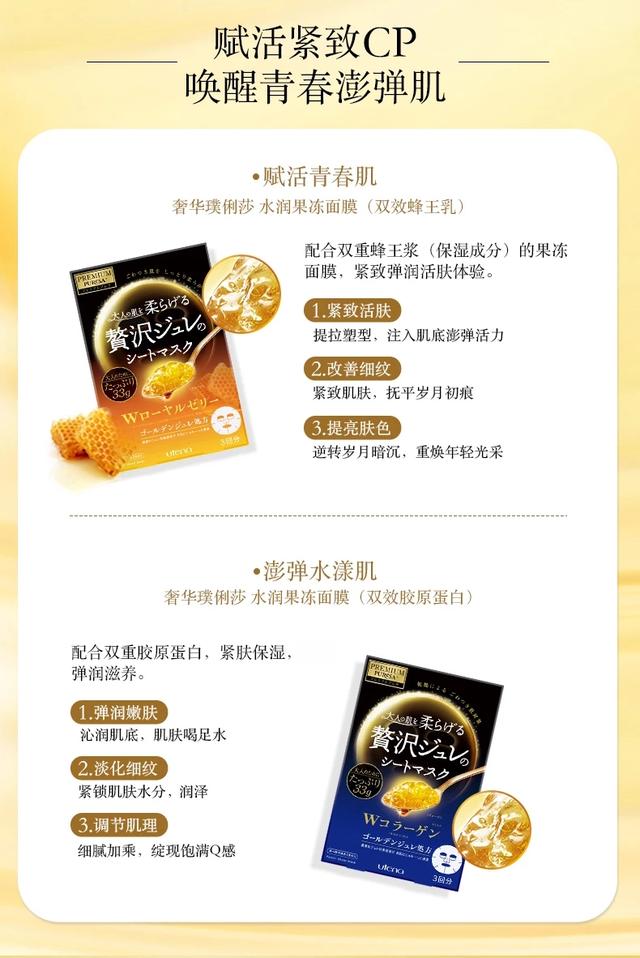 赋活紧致CP
唤醒青春澎弹肌
•赋活青春肌
奢华璞俐莎 水润果冻面膜（双效蜂王乳）
配合双重蜂王浆（保湿成分）的果冻
面膜，紧致弹润活肤体验。
1.紧致活肤
提拉塑型，注入肌底澎弹活力
2.改善细纹
紧致肌肤，抚平岁月初痕
3.提亮肤色
逆转岁月暗沉，重焕年轻光采
PREMIUM
PURESA
大人の肌を柔らげる
贅沢ジュレの
シートマスク
大人のために
たっぷり
33g
Wローヤルゼリー
ゴールデンジュレ処方
3回分
utena
•澎弹水漾肌
奢华璞俐莎 水润果冻面膜（双效胶原蛋白）
配合双重胶原蛋白，紧肤保湿，
弹润滋养。
1.弹润嫩肤
沁润肌底，肌肤喝足水
2.淡化细纹
紧锁肌肤水分，润泽
3.调节肌理
细腻加乘，绽现饱满Q感
PREMIUM
PURESA
大人の肌を柔らげる
贅沢ジュレの
シートマスク
大人のために
たっぷり
33g
Wコラーゲン
ゴールデンジュレ処方
3回分
utena